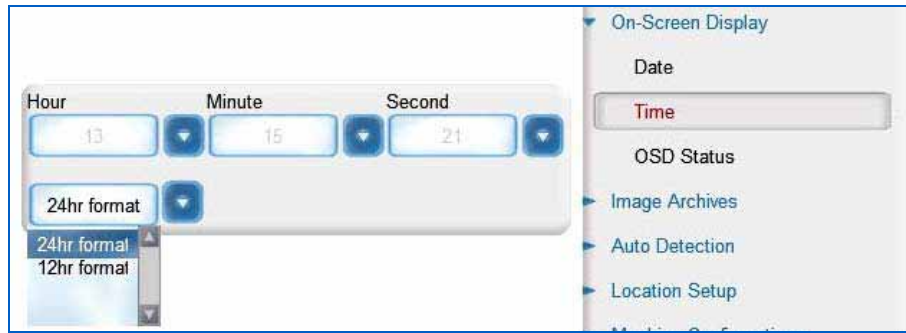 Hour Minute Second
13 15 21
24hr format
24hr format
12hr format
On-Screen Display
Date
Time
OSD Status
Image Archives
Auto Detection
Location Setup